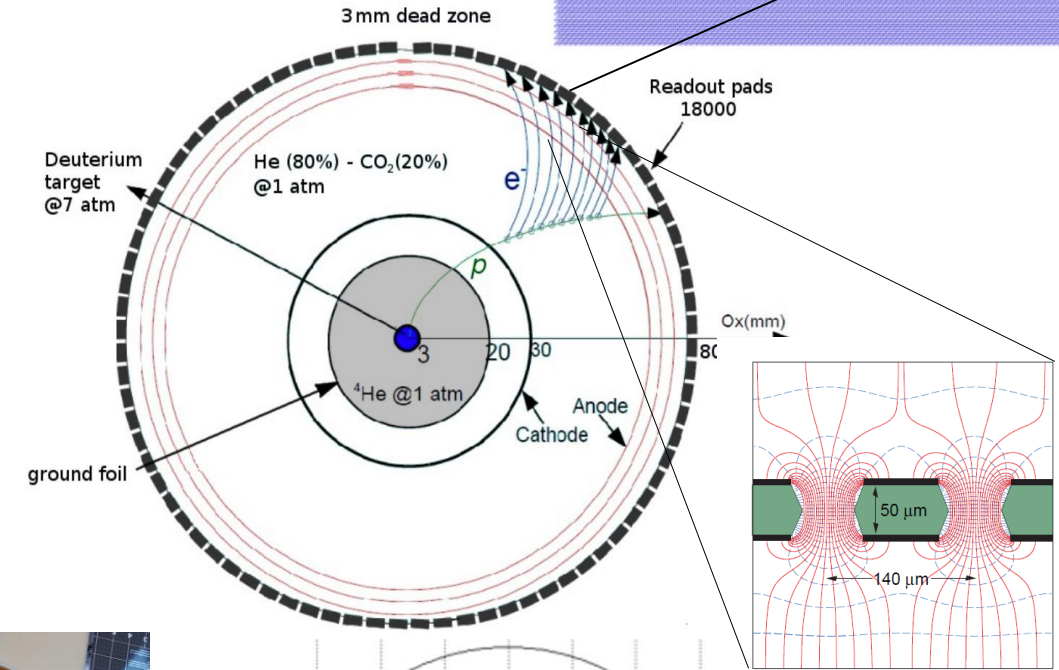 3mm dead zone
Readout pads
18000
Deuterium
target
@7 atm
He (80%) - CO2(20%)
@1 atm
e-
p
Ox(mm)
3
20
30
80
4He @1 atm
Anode
Cathode
ground foil
50 μm
140 μm